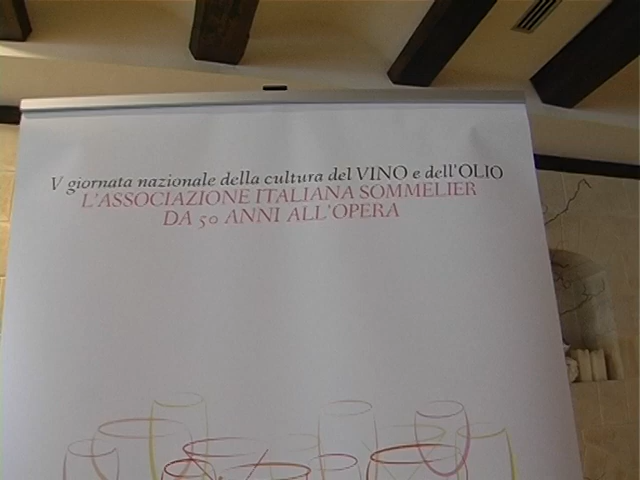 V giornata nazionale della cultura del VINO e dell'OLIO
L'ASSOCIAZIONE ITALIANA SOMMELIER
DA 50 ANNI ALL'OPERA